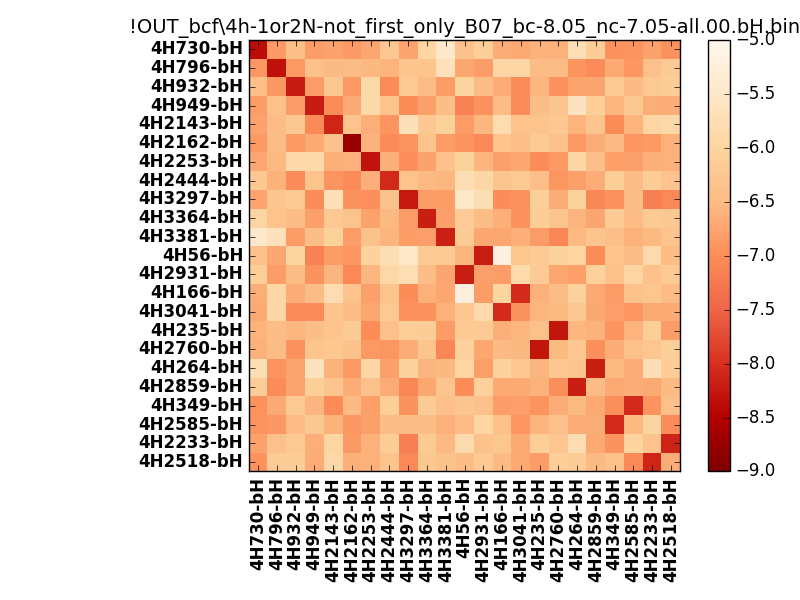 !OUT_bcf\4h-1or2N-not_first_only_B07_bc-8.05_nc-7.05-all.00.bH.bin
4H730-bH
4H796-bH
4H932-bH
4H949-bH
4H2143-bH
4H2162-bH
4H2253-bH
4H2444-bH
4H3297-bH
4H3364-bH
4H3381-bH
4H56-bH
4H2931-bH
4H166-bH
4H3041-bH
4H235-bH
4H2760-bH
4H264-bH
4H2859-bH
4H349-bH
4H2585-bH
4H2233-bH
4H2518-bH
4H730-bH
4H796-bH
4H932-bH
4H949-bH
4H2143-bH
4H2162-bH
4H2253-bH
4H2444-bH
4H3297-bH
4H3364-bH
4H3381-bH
4H56-bH
4H2931-bH
4H166-bH
4H3041-bH
4H235-bH
4H2760-bH
4H264-bH
4H2859-bH
4H349-bH
4H2585-bH
4H2233-bH
4H2518-bH
−5.0
−5.5
−6.0
−6.5
−7.0
−7.5
−8.0
−8.5
−9.0